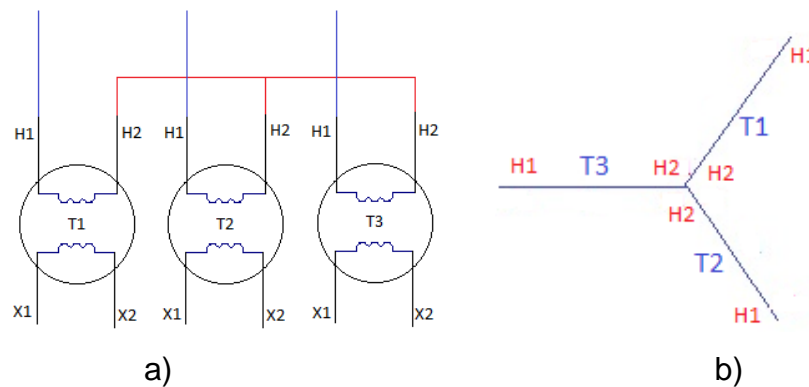 H1 H2 H1 H2 H1 H2
T1 T2 T3
X1 X2 X1 X2 X1 X2
a)
H1
T1
H1 T3 H2 H2
H2
T2
H1
b)